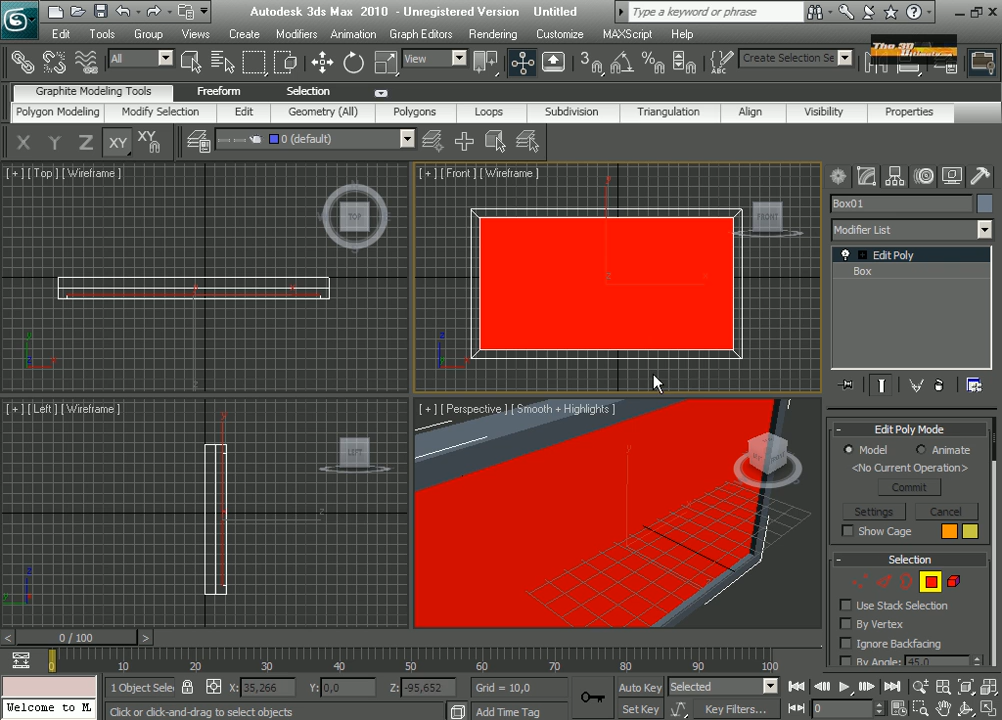 Autodesk 3ds Max 2010 - Unregistered Version Untitled
Type a keyword or phrase
Edit Tools Group Views Create Modifiers Animation Graph Editors Rendering Customize MAXScript Help
All View 3 Create Selection Se
The 3D
Graphite Modeling Tools Freeform Selection
Polygon Modeling Modify Selection Edit Geometry (All) Polygons Loops Subdivision Triangulation Align Visibility Properties
X Y Z XY XY 0 (default)
[ + ] [ Top ] [ Wireframe ]
TOP
[ + ] [ Front ] [ Wireframe ]
FRONT
Box01
Modifier List
Edit Poly
Box
[ + ] [ Left ] [ Wireframe ]
LEFT
[ + ] [ Perspective ] [ Smooth + Highlights ]
Edit Poly Mode
Model Animate
<No Current Operation>
Commit
Settings Cancel
Show Cage
Selection
Use Stack Selection
By Vertex
Ignore Backfacing
By Angle: 45,0
< 0 / 100 >
0 10 20 30 40 50 60 70 80 90 100
1 Object Sele X: 35,266 Y: 0,0 Z: -95,652 Grid = 10,0 Auto Key Selected
Welcome to M. Click or click-and-drag to select objects Add Time Tag Set Key Key Filters... 0